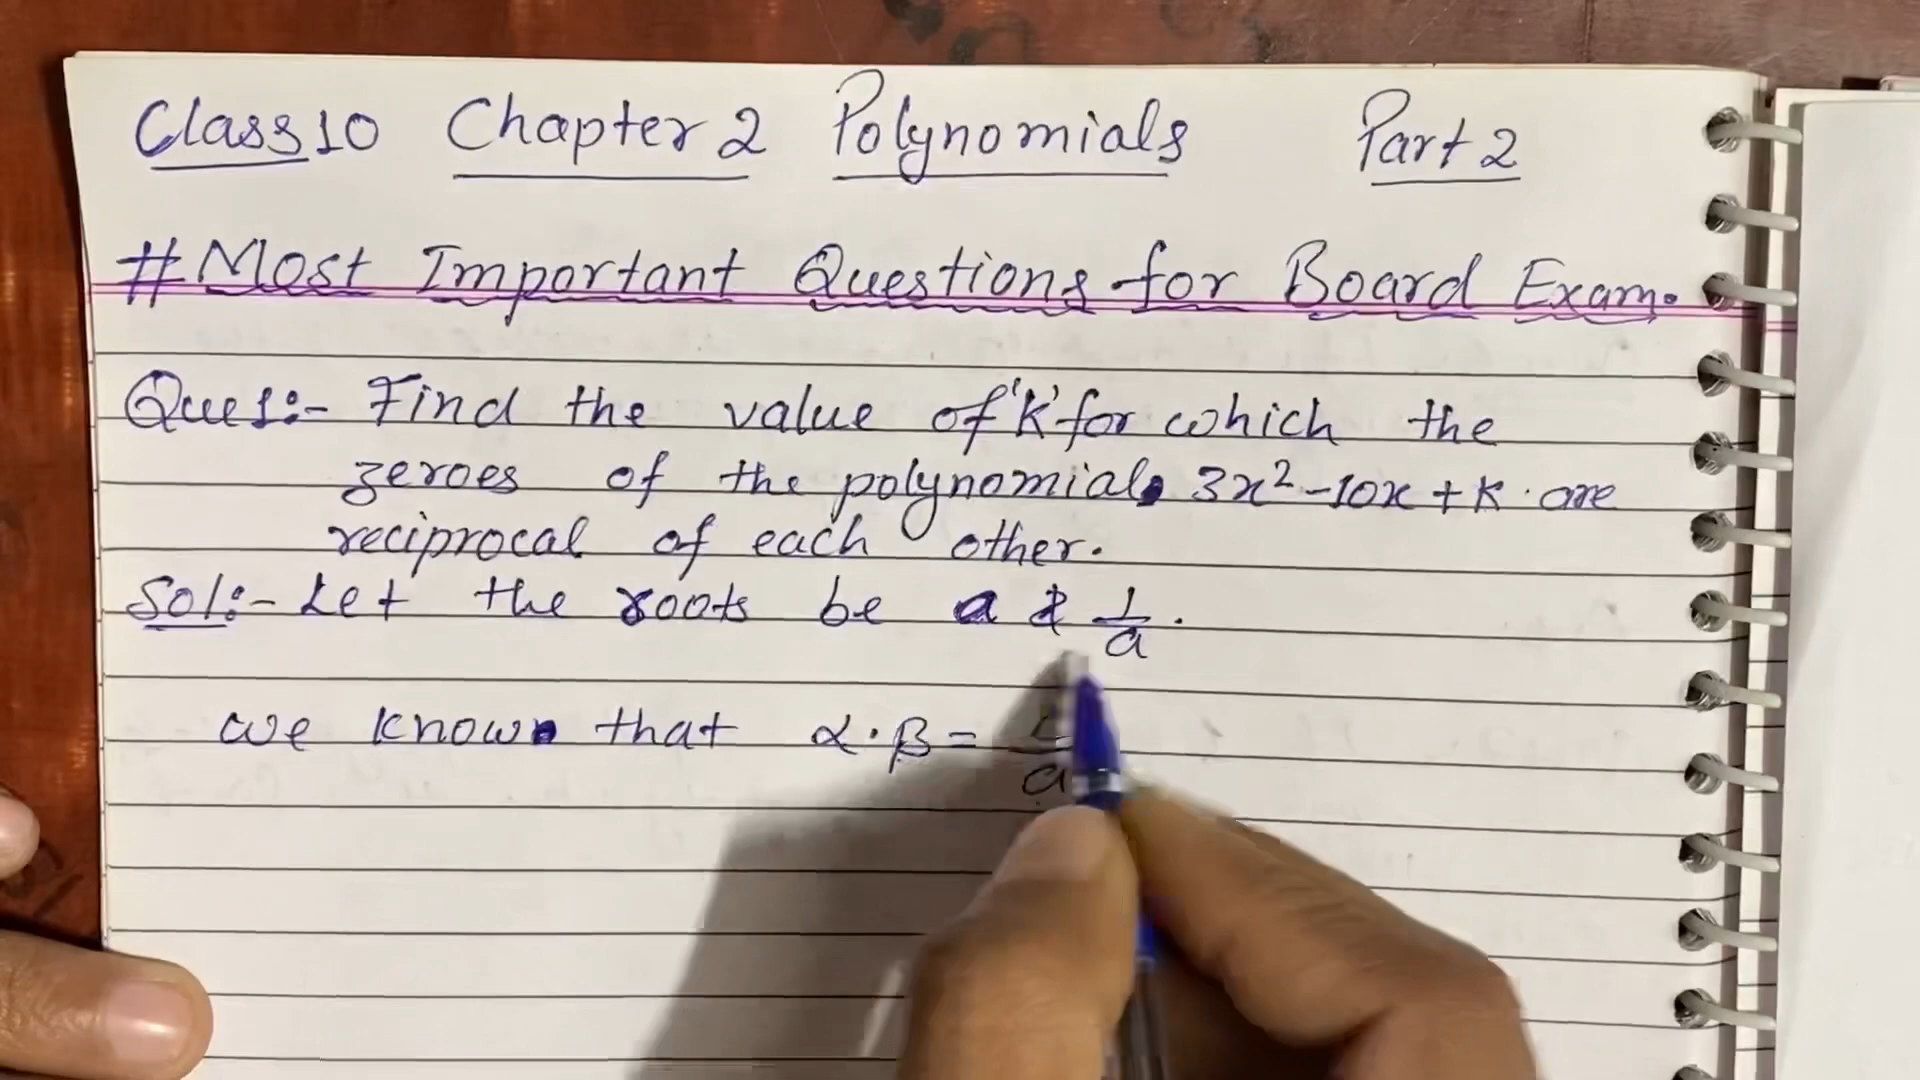 Class 10 Chapter 2 Polynomials Part 2
# Most Important Questions for Board Exam.
Ques1:- Find the value of 'K' for which the
zeroes of the polynomial 3x² -10x + K are
reciprocal of each other.
Sol:- Let the roots be a & 1/a.
we know that α·β = /a